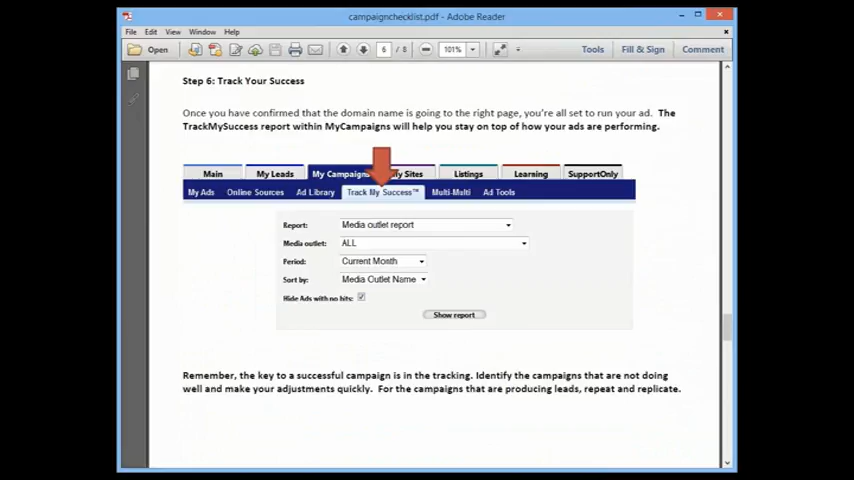 campaignchecklist.pdf - Adobe Reader
File Edit View Window Help
Open 6 / 8 101% Tools Fill & Sign Comment
Step 6: Track Your Success
Once you have confirmed that the domain name is going to the right page, you're all set to run your ad. The
TrackMySuccess report within MyCampaigns will help you stay on top of how your ads are performing.
Main My Leads My Campaigns My Sites Listings Learning SupportOnly
My Ads Online Sources Ad Library Track My Success™ Multi-Multi Ad Tools
Report: Media outlet report
Media outlet: ALL
Period: Current Month
Sort by: Media Outlet Name
Hide Ads with no hits:
Show report
Remember, the key to a successful campaign is in the tracking. Identify the campaigns that are not doing
well and make your adjustments quickly. For the campaigns that are producing leads, repeat and replicate.